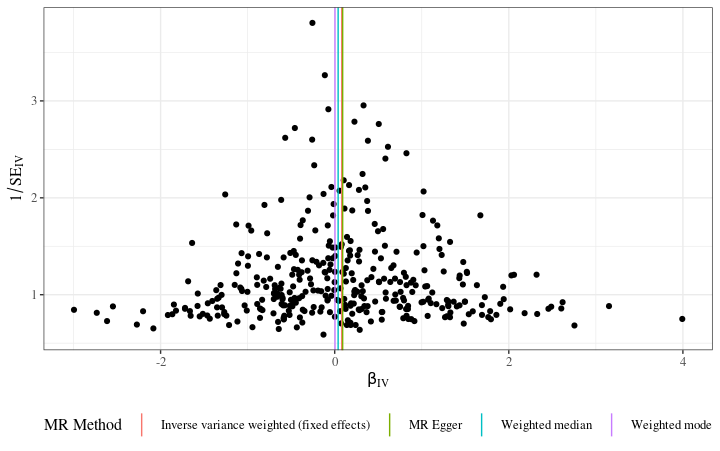 3
2
1
1/SE_IV
-2
0
2
4
β_IV
MR Method Inverse variance weighted (fixed effects) MR Egger Weighted median Weighted mode